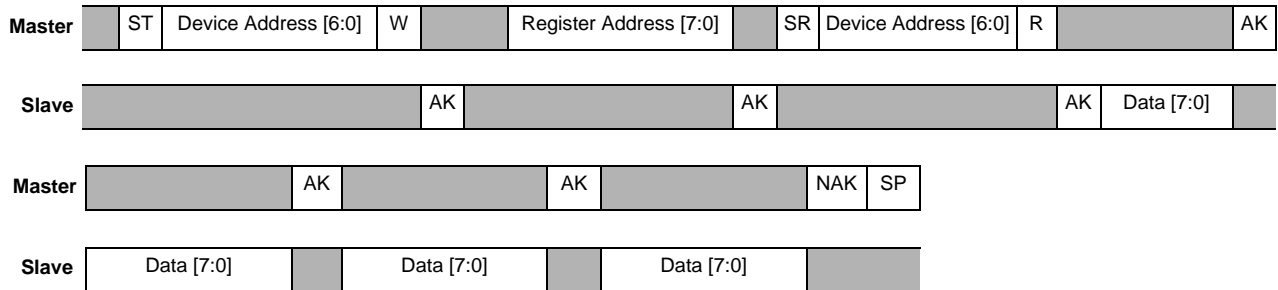 Master ST Device Address [6:0] W Register Address [7:0] SR Device Address [6:0] R AK
Slave AK AK AK Data [7:0]
Master AK AK NAK SP
Slave Data [7:0] Data [7:0] Data [7:0]